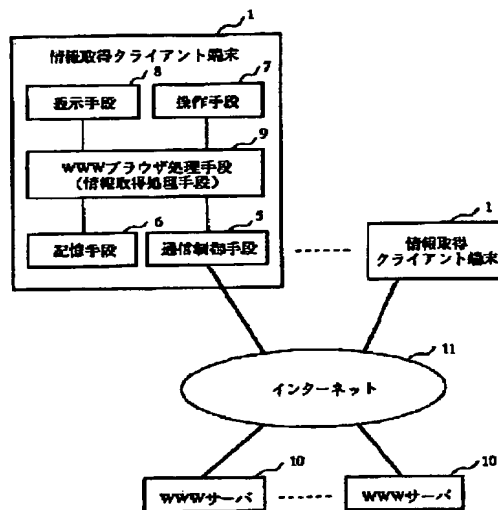 1
情報取得クライアント端末
8
7
表示手段
操作手段
9
WWWブラウザ処理手段
(情報取得処理手段)
6
5
記憶手段
通信制御手段
1
情報取得
クライアント端末
11
インターネット
10
10
WWWサーバ
WWWサーバ